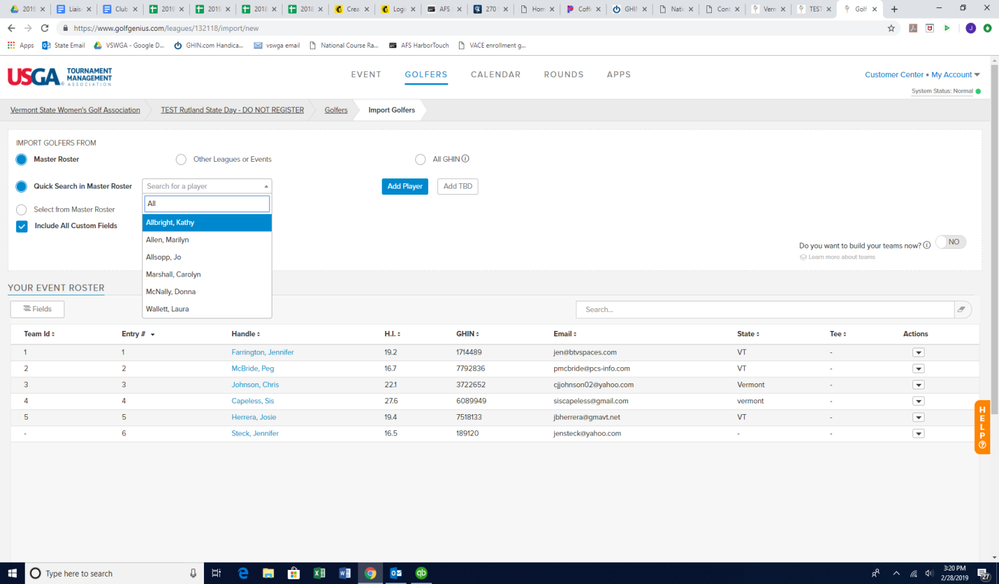 2019 Liais Club 2019 2019 2018 2018 Crea Logi AFS 270 Hom Coff GHIN Nati Cont Verm TEST Golf
https://www.golfgenius.com/leagues/132118/import/new
Apps State Email VSWGA - Google D... GHIN.com Handica... vswga email National Course Ra... AFS HarborTouch VACE enrollment g...
USGA TOURNAMENT MANAGEMENT ASSOCIATION
EVENT GOLFERS CALENDAR ROUNDS APPS
Customer Center • My Account
System Status: Normal
Vermont State Women's Golf Association TEST Rutland State Day - DO NOT REGISTER Golfers Import Golfers
IMPORT GOLFERS FROM
Master Roster Other Leagues or Events All GHIN
Quick Search in Master Roster Search for a player Add Player Add TBD
All
Select from Master Roster
Include All Custom Fields
Allbright, Kathy
Allen, Marilyn
Allsopp, Jo
Marshall, Carolyn
McNally, Donna
Wallett, Laura
Do you want to build your teams now? NO
Learn more about teams
YOUR EVENT ROSTER
Fields Search...
Team Id Entry # Handle H.I. GHIN Email State Tee Actions
1 1 Farrington, Jennifer 19.2 1714489 jen@btvspaces.com VT -
2 2 McBride, Peg 16.7 7792836 pmcbride@pcs-info.com VT -
3 3 Johnson, Chris 22.1 3722652 cjjohnson02@yahoo.com Vermont -
4 4 Capeless, Sis 27.6 6089949 siscapeless@gmail.com vermont -
5 5 Herrera, Josie 19.4 7518133 jbherrera@gmavt.net VT -
- 6 Steck, Jennifer 16.5 189120 jensteck@yahoo.com - -
HELP?
Type here to search
3:20 PM
2/28/2019
27